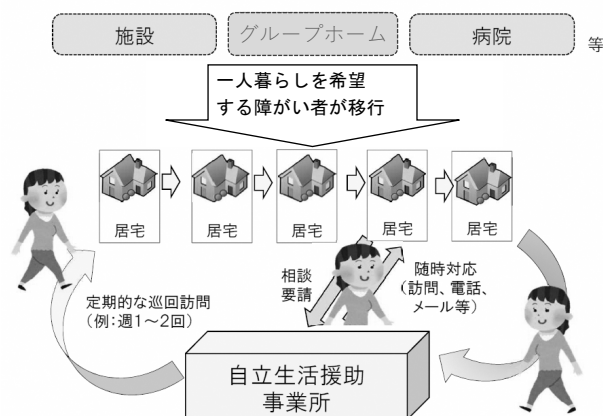 施設
グループホーム
病院
等
一人暮らしを希望
する障がい者が移行
居宅
居宅
居宅
居宅
居宅
定期的な巡回訪問
(例:週1～2回)
相談
要請
随時対応
(訪問、電話、
メール等)
自立生活援助
事業所